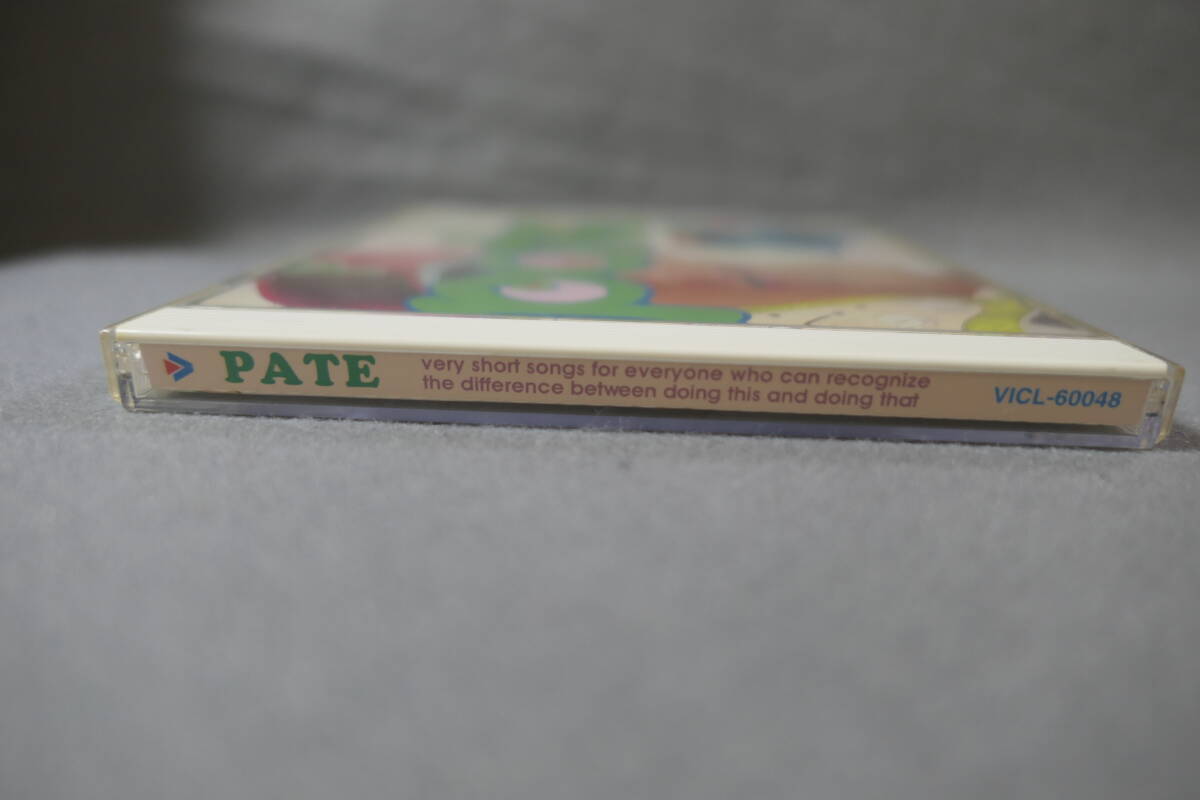 PATE
very short songs for everyone who can recognize
the difference between doing this and doing that
VICL-60048